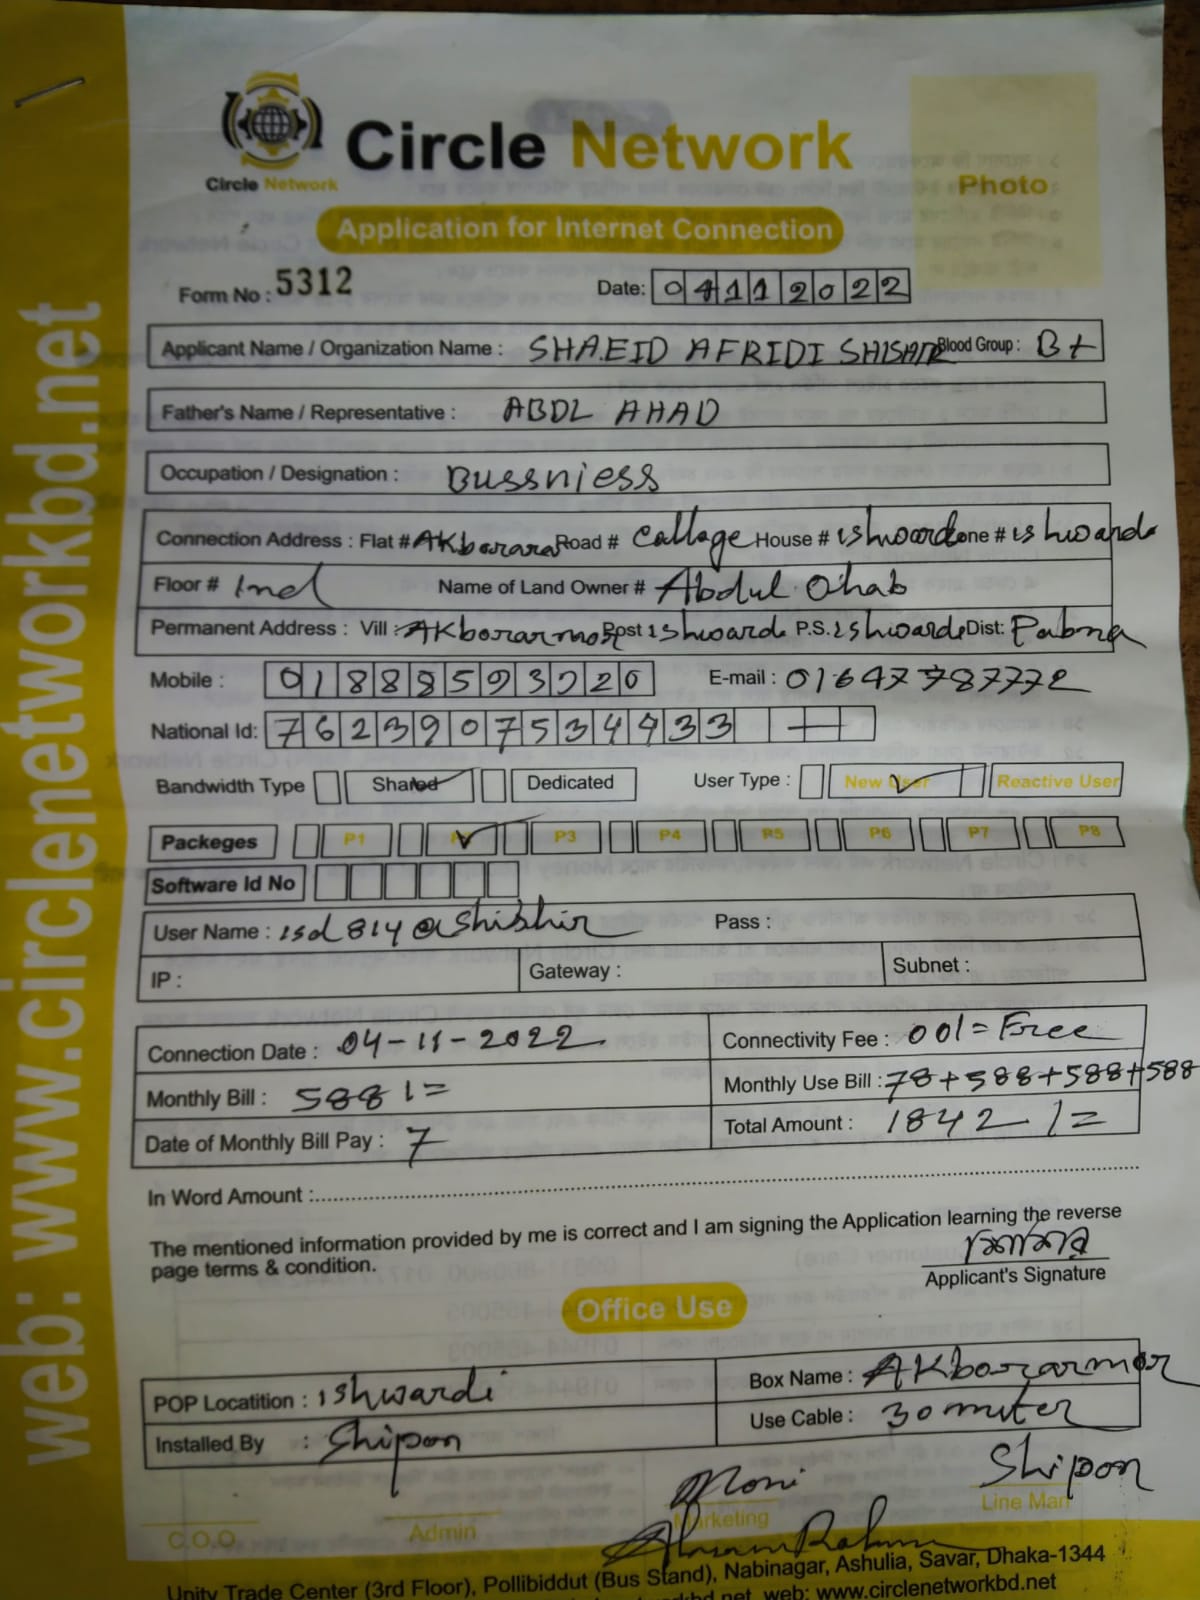 Circle Network
Circle Network
Photo
Application for Internet Connection
Form No : 5312 Date: 04112022
Applicant Name / Organization Name : SHAEID AFRIDI Blood Group : B+
Father's Name / Representative : ABDL AHAD
Occupation / Designation : Bussniess
Connection Address : Flat # Road # Callage House # ishwardi one # ishwardi
Floor # Ind Name of Land Owner # Abdul Ohab
Permanent Address : Vill : AKborarmor Post ishwardi P.S. ishwardi Dist: Pabna
Mobile : E-mail : 01647787772
National Id: 76239075344433
Bandwidth Type Shared Dedicated User Type : New User Reactive User
Packeges P1 P3 P4 P5 P6 P7 P8
Software Id No
User Name : isd814@shibhir Pass :
IP : Gateway : Subnet :
Connection Date : 04-11-2022 Connectivity Fee : 001= Free
Monthly Bill : 588 /= Monthly Use Bill : 78+588+588+588
Date of Monthly Bill Pay : 7 Total Amount : 1842 /=
In Word Amount :
The mentioned information provided by me is correct and I am signing the Application learning the reverse
page terms & condition.
Applicant's Signature
Office Use
POP Locatition : ishwardi Box Name : AKborarmor
Installed By : Shipon Use Cable : 30 miter
Moni Shipon
C.O.O Admin Marketing Line Man
Unity Trade Center (3rd Floor), Pollibiddut (Bus Stand), Nabinagar, Ashulia, Savar, Dhaka-1344
web: www.circlenetworkbd.net
web: www.circlenetworkbd.net